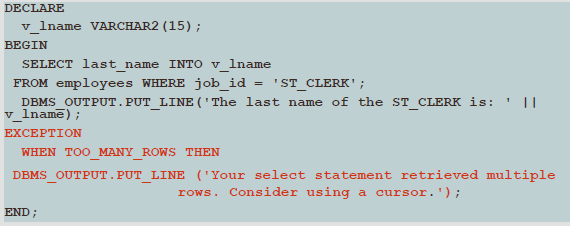 DECLARE
v_lname VARCHAR2(15);
BEGIN
SELECT last_name INTO v_lname
FROM employees WHERE job_id = 'ST_CLERK';
DBMS_OUTPUT.PUT_LINE('The last name of the ST_CLERK is: ' ||
v_lname);
EXCEPTION
WHEN TOO_MANY_ROWS THEN
DBMS_OUTPUT.PUT_LINE ('Your select statement retrieved multiple
rows. Consider using a cursor.');
END;